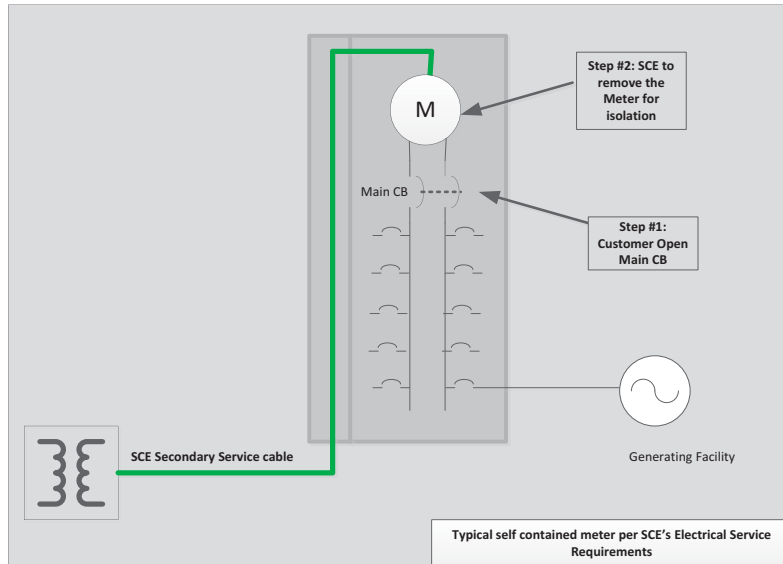 Step #2: SCE to
remove the
Meter for
isolation
M
Main CB
Step #1:
Customer Open
Main CB
SCE Secondary Service cable
Generating Facility
Typical self contained meter per SCE's Electrical Service
Requirements